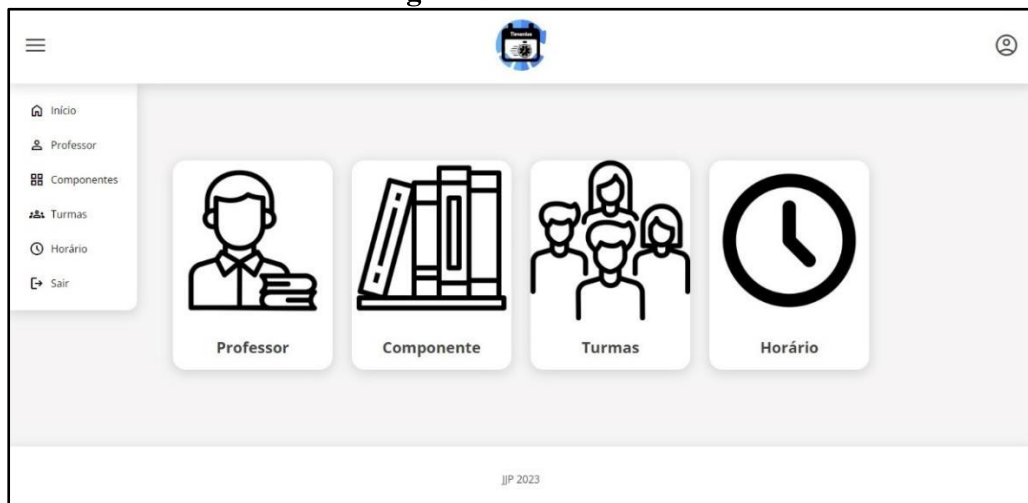 Início
Professor
Componentes
Turmas
Horário
Sair
Professor
Componente
Turmas
Horário
JJP 2023